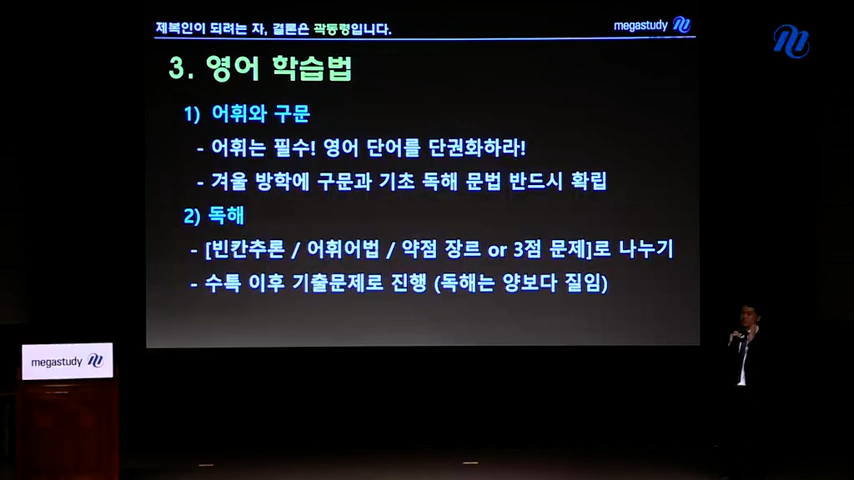 제복인이 되려는 자, 결론은 곽동령입니다.
megastudy
3. 영어 학습법
1) 어휘와 구문
- 어휘는 필수! 영어 단어를 단권화하라!
- 겨울 방학에 구문과 기초 독해 문법 반드시 확립
2) 독해
- [빈칸추론 / 어휘어법 / 약점 장르 or 3점 문제]로 나누기
- 수특 이후 기출문제로 진행 (독해는 양보다 질임)
megastudy